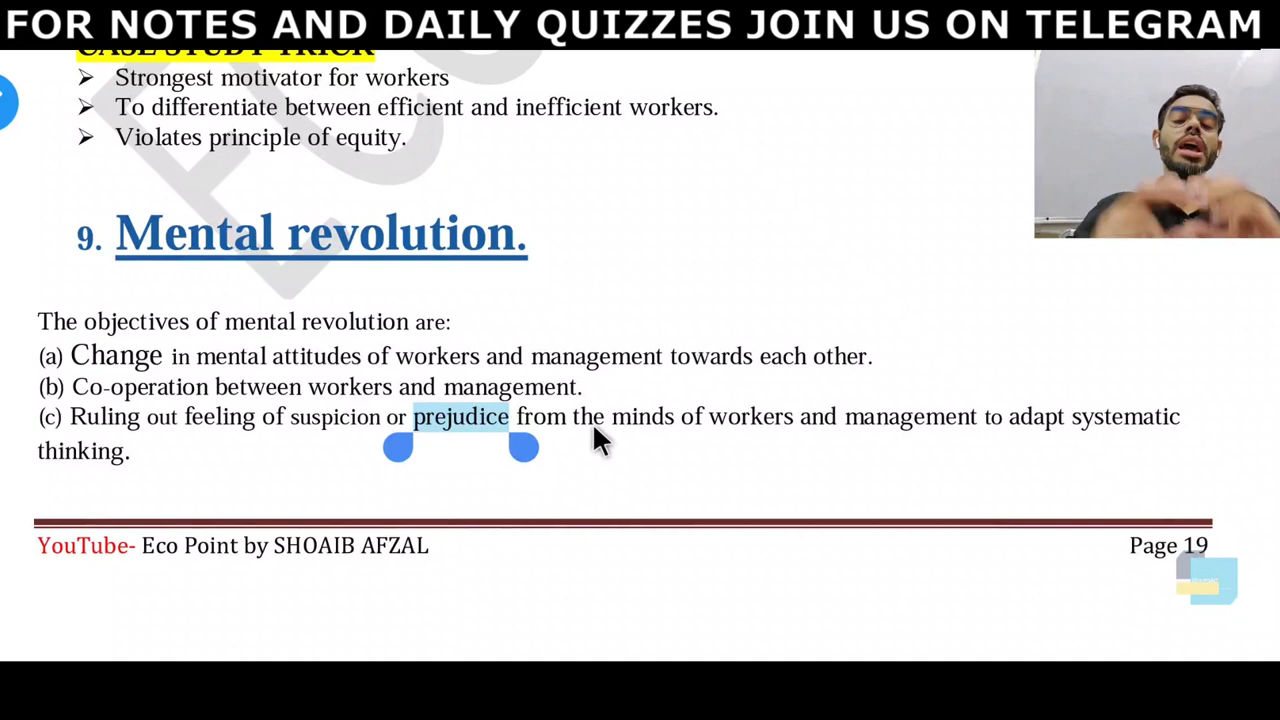 FOR NOTES AND DAILY QUIZZES JOIN US ON TELEGRAM
CASE STUDY TRICK
➢ Strongest motivator for workers
➢ To differentiate between efficient and inefficient workers.
➢ Violates principle of equity.
9. Mental revolution.
The objectives of mental revolution are:
(a) Change in mental attitudes of workers and management towards each other.
(b) Co-operation between workers and management.
(c) Ruling out feeling of suspicion or prejudice from the minds of workers and management to adapt systematic
thinking.
YouTube- Eco Point by SHOAIB AFZAL Page 19